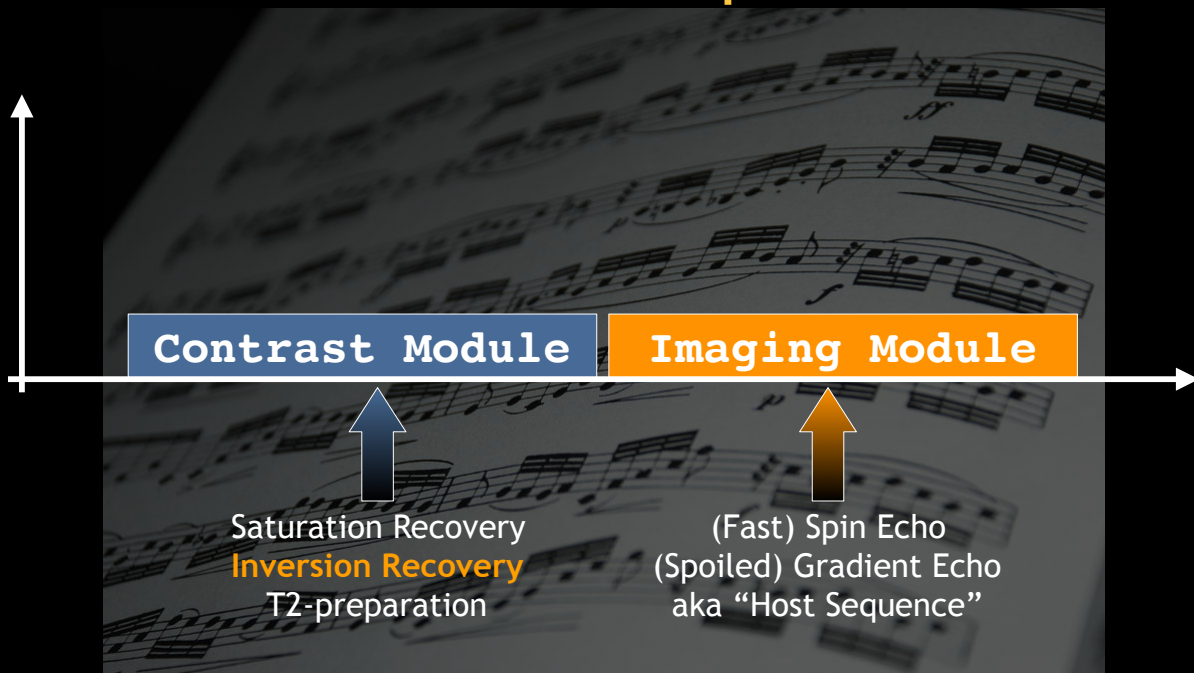 Contrast Module
Imaging Module
Saturation Recovery
Inversion Recovery
T2-preparation
(Fast) Spin Echo
(Spoiled) Gradient Echo
aka “Host Sequence”
ff
p
f
p